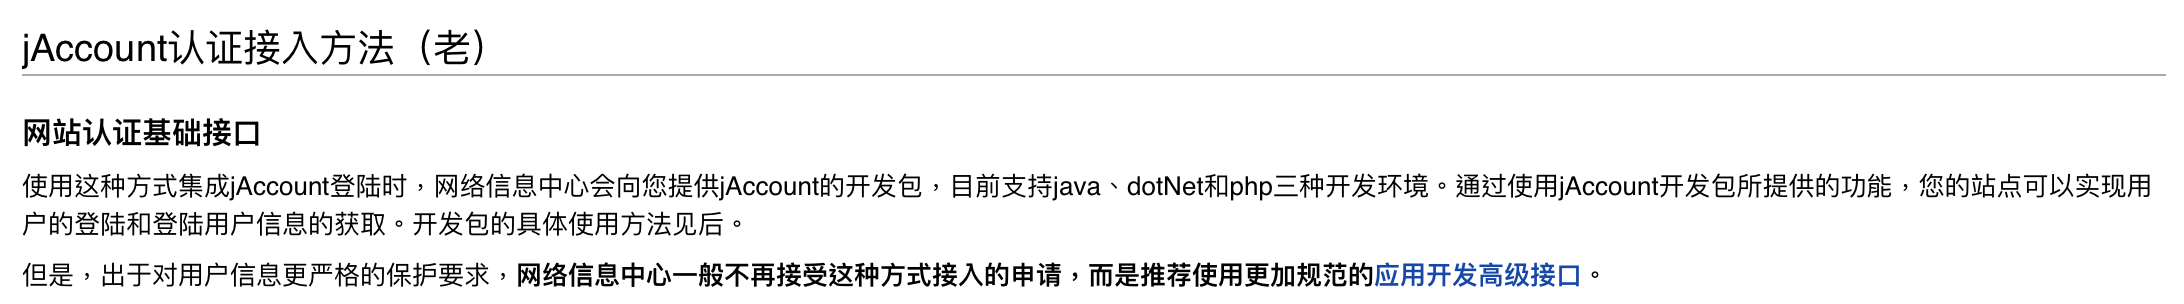 jAccount认证接入方法（老）
网站认证基础接口
使用这种方式集成jAccount登陆时，网络信息中心会向您提供jAccount的开发包，目前支持java、dotNet和php三种开发环境。通过使用jAccount开发包所提供的功能，您的站点可以实现用
户的登陆和登陆用户信息的获取。开发包的具体使用方法见后。
但是，出于对用户信息更严格的保护要求，网络信息中心一般不再接受这种方式接入的申请，而是推荐使用更加规范的应用开发高级接口。